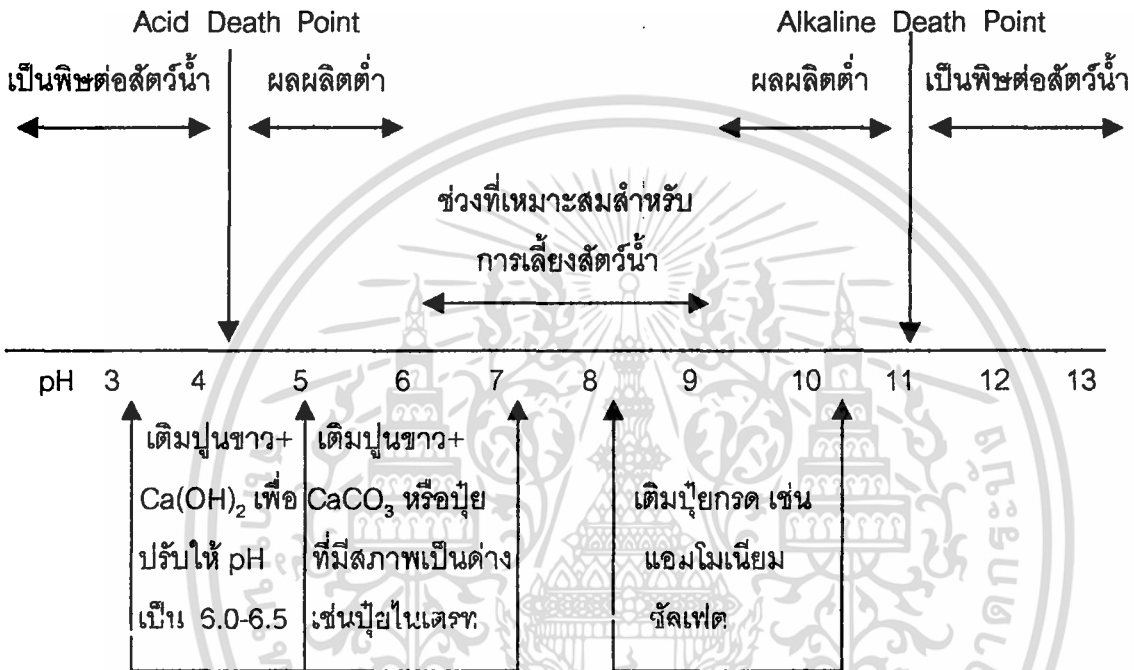 Acid Death Point Alkaline Death Point
เป็นพิษต่อสัตว์น้ำ ผลผลิตต่ำ ผลผลิตต่ำ เป็นพิษต่อสัตว์น้ำ
ช่วงที่เหมาะสมสำหรับ
การเลี้ยงสัตว์น้ำ
pH 3 4 5 6 7 8 9 10 11 12 13
เติมปูนขาว+
Ca(OH)₂ เพื่อ
ปรับให้ pH
เป็น 6.0-6.5
เติมปูนขาว+
CaCO₃ หรือปุ๋ย
ที่มีสภาพเป็นด่าง
เช่นปุ๋ยไนเตรท
เติมปุ๋ยกรด เช่น
แอมโมเนียม
ซัลเฟต